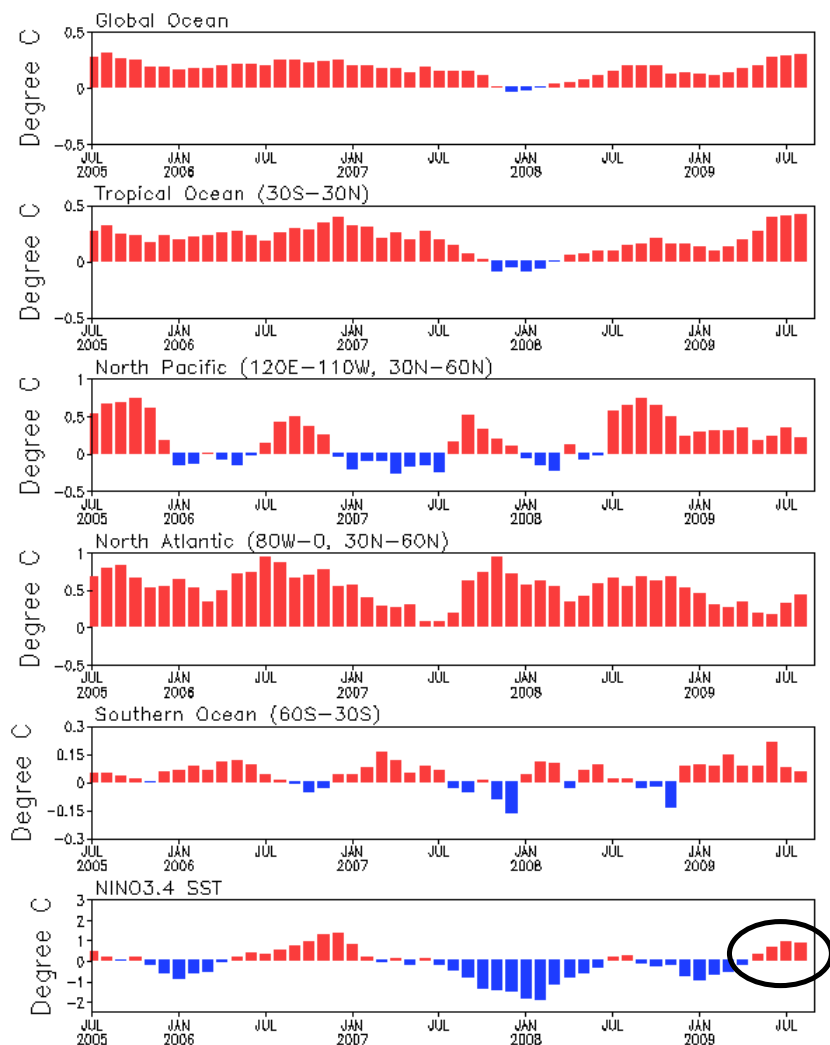 Global Ocean
Degree C
0.5
0
−0.5
JUL JAN JUL JAN JUL JAN JUL JAN JUL
2005 2006 2007 2008 2009
Tropical Ocean (30S−30N)
Degree C
0.5
0
−0.5
JUL JAN JUL JAN JUL JAN JUL JAN JUL
2005 2006 2007 2008 2009
North Pacific (120E−110W, 30N−60N)
Degree C
1
0.5
0
−0.5
JUL JAN JUL JAN JUL JAN JUL JAN JUL
2005 2006 2007 2008 2009
North Atlantic (80W−0, 30N−60N)
Degree C
1
0.5
0
−0.5
JUL JAN JUL JAN JUL JAN JUL JAN JUL
2005 2006 2007 2008 2009
Southern Ocean (60S−30S)
Degree C
0.3
0.15
0
−0.15
−0.3
JUL JAN JUL JAN JUL JAN JUL JAN JUL
2005 2006 2007 2008 2009
NINO3.4 SST
Degree C
3
2
1
0
−1
−2
JUL JAN JUL JAN JUL JAN JUL JAN JUL
2005 2006 2007 2008 2009